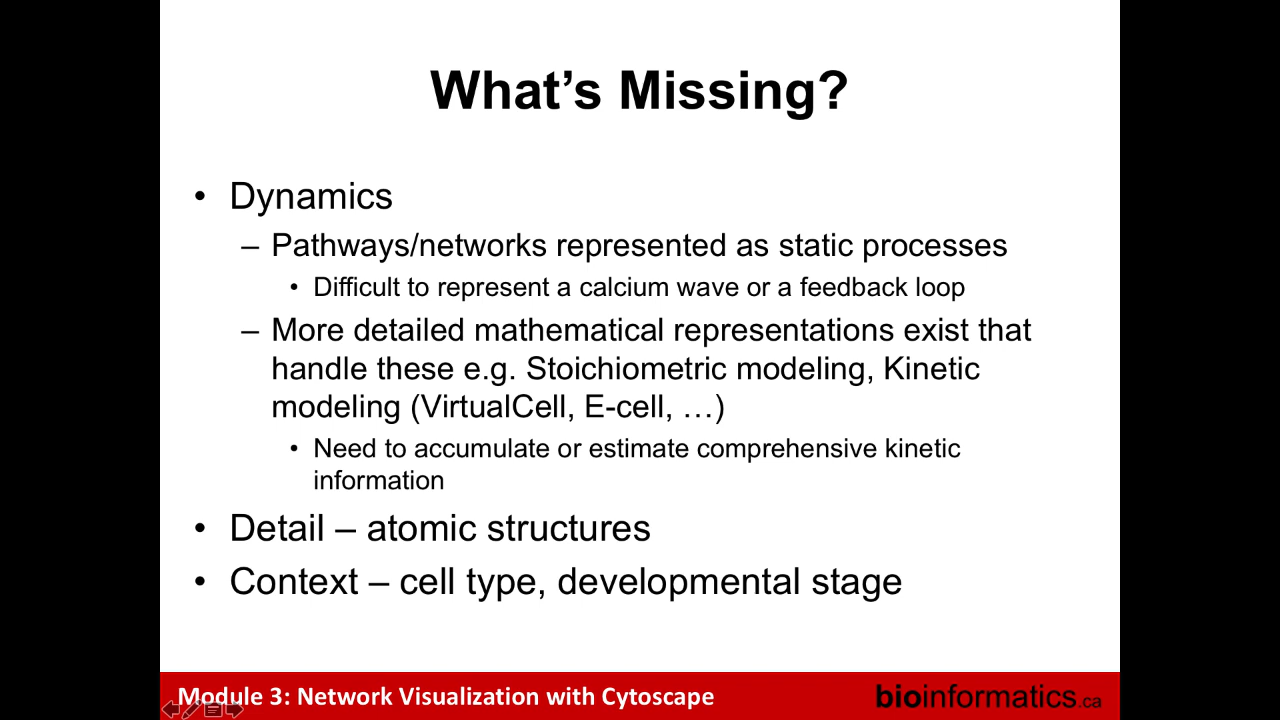 What's Missing?
• Dynamics
– Pathways/networks represented as static processes
• Difficult to represent a calcium wave or a feedback loop
– More detailed mathematical representations exist that
handle these e.g. Stoichiometric modeling, Kinetic
modeling (VirtualCell, E-cell, …)
• Need to accumulate or estimate comprehensive kinetic
information
• Detail – atomic structures
• Context – cell type, developmental stage
Module 3: Network Visualization with Cytoscape
bioinformatics.ca